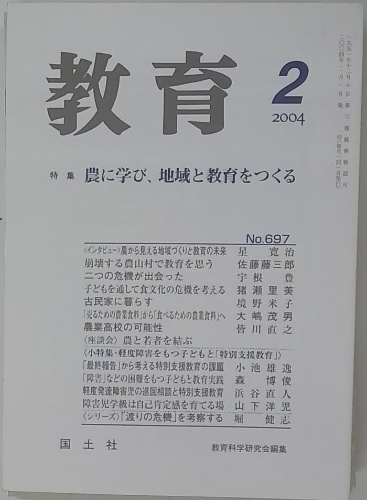 教育
2
2004
特集 農に学び、地域と教育をつくる
No.697
〈インタビュー〉農から見える地域づくりと教育の未来 星寛治
崩壊する農山村で教育を思う 佐藤藤三郎
二つの危機が出会った 宇根豊
子どもを通して食文化の危機を考える 猪瀬里美
古民家に暮らす 境野米子
「売るための農業食料」から「食べるための農業食料」へ 大嶋茂男
農業高校の可能性 皆川直之
〈座談会〉農と若者を結ぶ
〈小特集・軽度障害をもつ子どもと「特別支援教育」〉
「最終報告」から考える特別支援教育の課題 小池雄逸
「障害」などの困難をもつ子どもと教育実践 森博俊
軽度発達障害児の巡回相談と特別支援教育 浜谷直人
障害児学級は自己肯定感を育てる場 山下洋児
〈シリーズ〉「渡りの危機」を考察する 堀健志
国土社
教育科学研究会編集